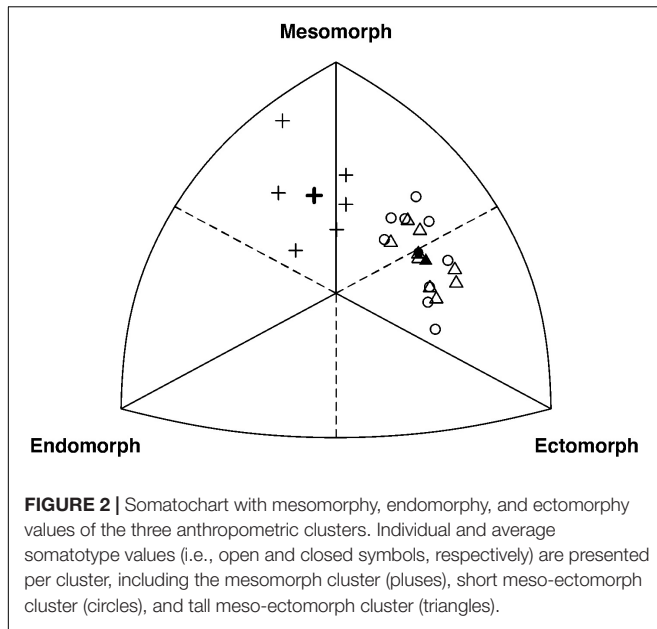 Mesomorph
Endomorph
Ectomorph
FIGURE 2 | Somatochart with mesomorphy, endomorphy, and ectomorphy
values of the three anthropometric clusters. Individual and average
somatotype values (i.e., open and closed symbols, respectively) are presented
per cluster, including the mesomorph cluster (pluses), short meso-ectomorph
cluster (circles), and tall meso-ectomorph cluster (triangles).